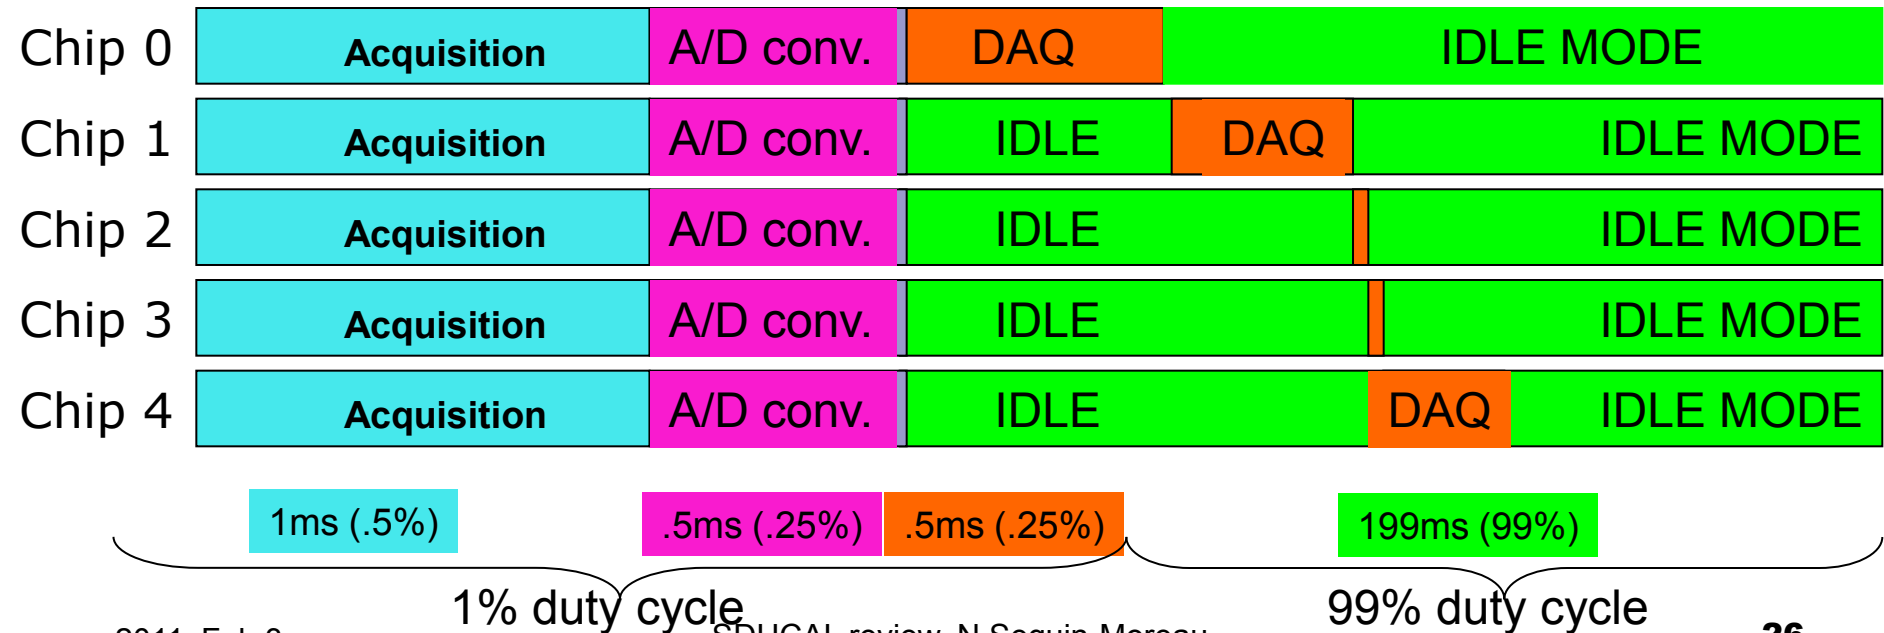 Chip 0 Acquisition A/D conv. DAQ IDLE MODE
Chip 1 Acquisition A/D conv. IDLE DAQ IDLE MODE
Chip 2 Acquisition A/D conv. IDLE IDLE MODE
Chip 3 Acquisition A/D conv. IDLE IDLE MODE
Chip 4 Acquisition A/D conv. IDLE DAQ IDLE MODE
1ms (.5%) .5ms (.25%) .5ms (.25%) 199ms (99%)
1% duty cycle 99% duty cycle